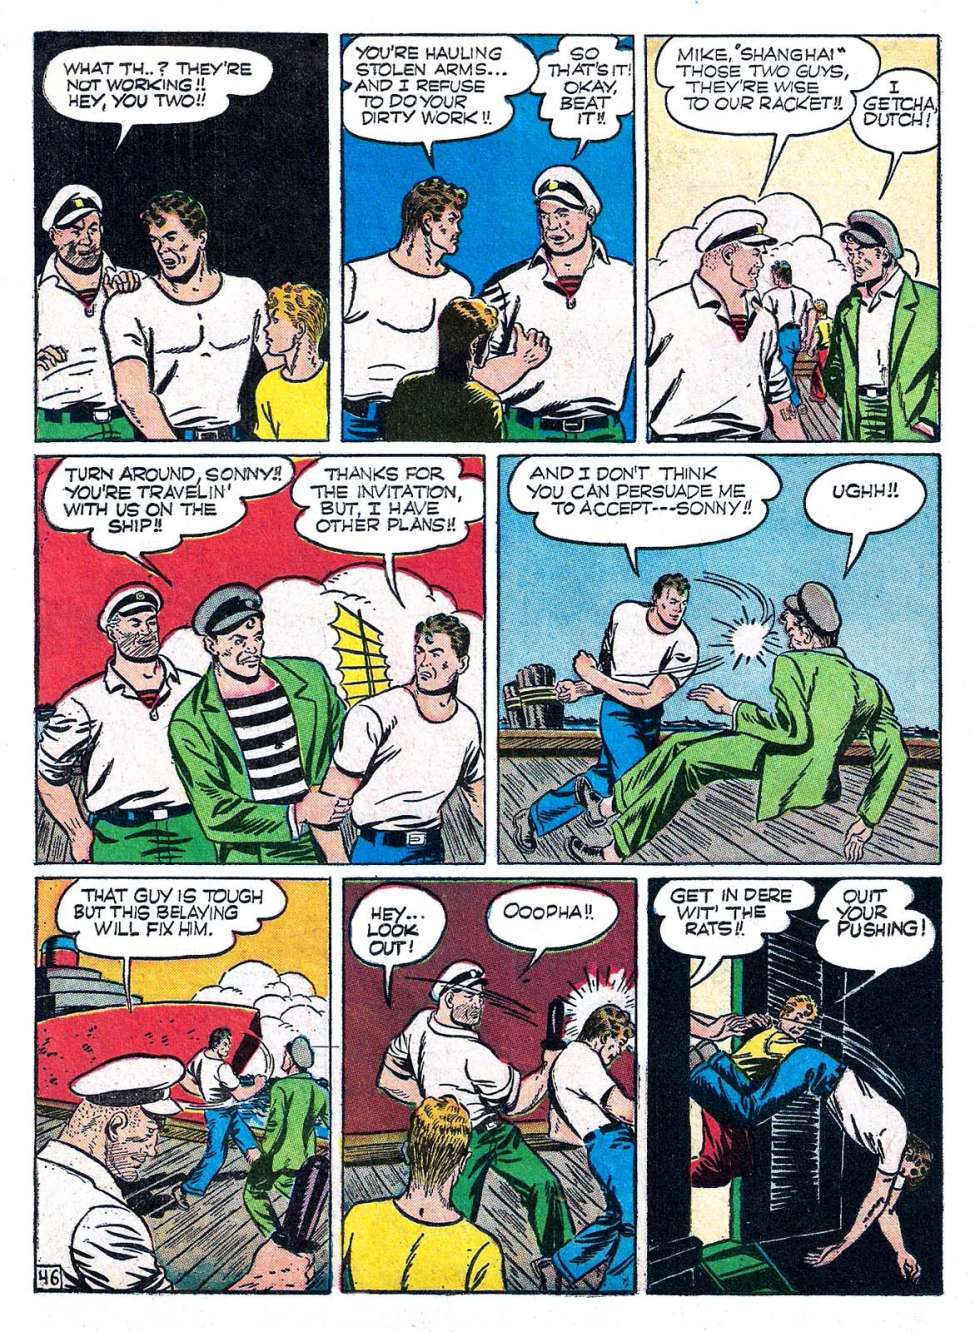 WHAT TH..? THEY'RE
NOT WORKING!!
HEY, YOU TWO!!
YOU'RE HAULING
STOLEN ARMS...
AND I REFUSE
TO DO YOUR
DIRTY WORK!!
SO
THAT'S IT!
OKAY,
BEAT
IT!!
MIKE, "SHANGHAI"
THOSE TWO GUYS,
THEY'RE WISE
TO OUR RACKET!!
I
GETCHA,
DUTCH!
TURN AROUND, SONNY!!
YOU'RE TRAVELIN'
WITH US ON THE
SHIP!!
THANKS FOR
THE INVITATION,
BUT, I HAVE
OTHER PLANS!!
AND I DON'T THINK
YOU CAN PERSUADE ME
TO ACCEPT---SONNY!!
UGHH!!
THAT GUY IS TOUGH
BUT THIS BELAYING
WILL FIX HIM.
HEY...
LOOK
OUT!
OOOPHA!!
GET IN DERE
WIT' THE
RATS!!
QUIT
YOUR
PUSHING!
46